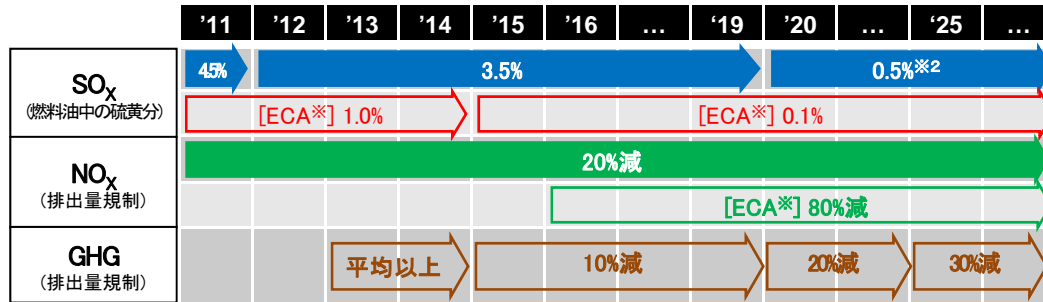 ’11 ’12 ’13 ’14 ’15 ’16 … ‘19 ‘20 … ‘25 …
SOX
(燃料油中の硫黄分)
4.5% 3.5% 0.5%※2
[ECA※] 1.0% [ECA※] 0.1%
NOX
(排出量規制)
20%減
[ECA※] 80%減
GHG
(排出量規制)
平均以上 10%減 20%減 30%減